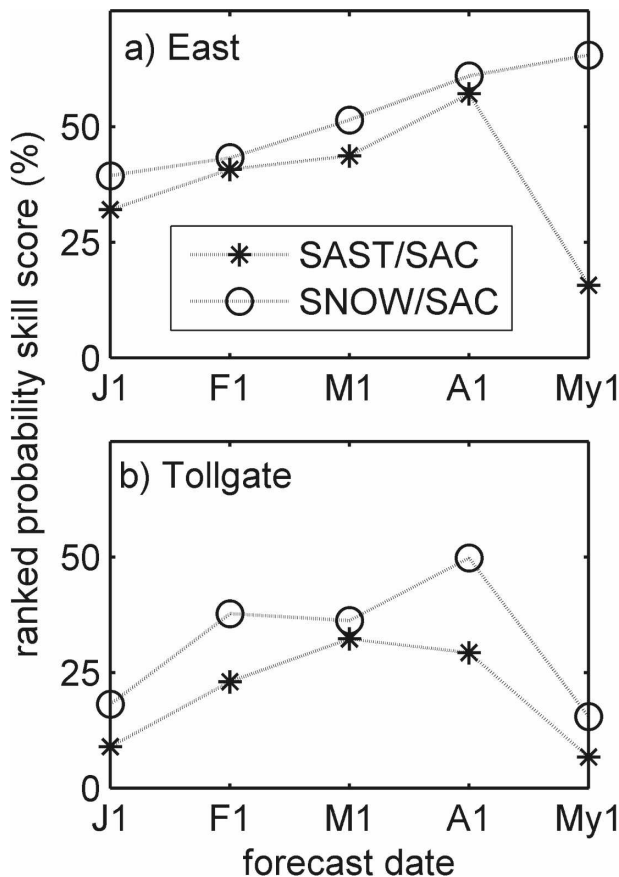 ranked probability skill score (%)
a) East
50
25
0
SAST/SAC
SNOW/SAC
J1 F1 M1 A1 My1
b) Tollgate
50
25
0
J1 F1 M1 A1 My1
forecast date